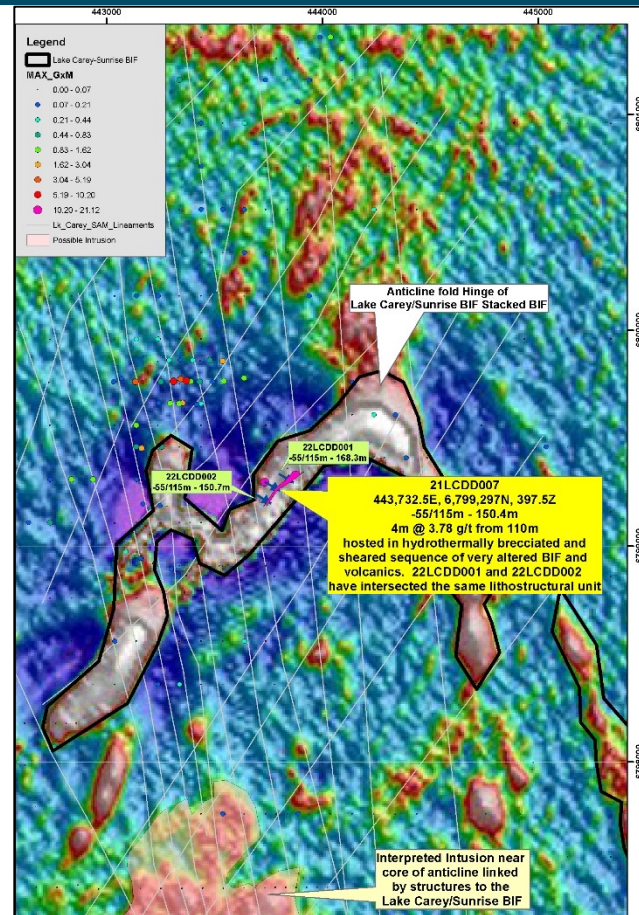 443000 444000 445000
Legend
Lake Carey-Sunrise BIF
MAX_GxM
0.00 - 0.07
0.07 - 0.21
0.21 - 0.44
0.44 - 0.83
0.83 - 1.62
1.62 - 3.04
3.04 - 5.19
5.19 - 10.20
10.20 - 21.12
Lk_Carey_SAM_Lineaments
Possible Intrusion
6801000
Anticline fold Hinge of
Lake Carey/Sunrise BIF Stacked BIF
6800000
22LCDD001
-55/115m - 168.3m
22LCDD002
-55/115m - 150.7m
21LCDD007
443,732.5E, 6,799,297N, 397.5Z
-55/115m - 150.4m
4m @ 3.78 g/t from 110m
hosted in hydrothermally brecciated and
sheared sequence of very altered BIF and
volcanics. 22LCDD001 and 22LCDD002
have intersected the same lithostructural unit
6799000
6798000
Interpreted Intusion near
core of anticline linked
by structures to the
Lake Carey/Sunrise BIF